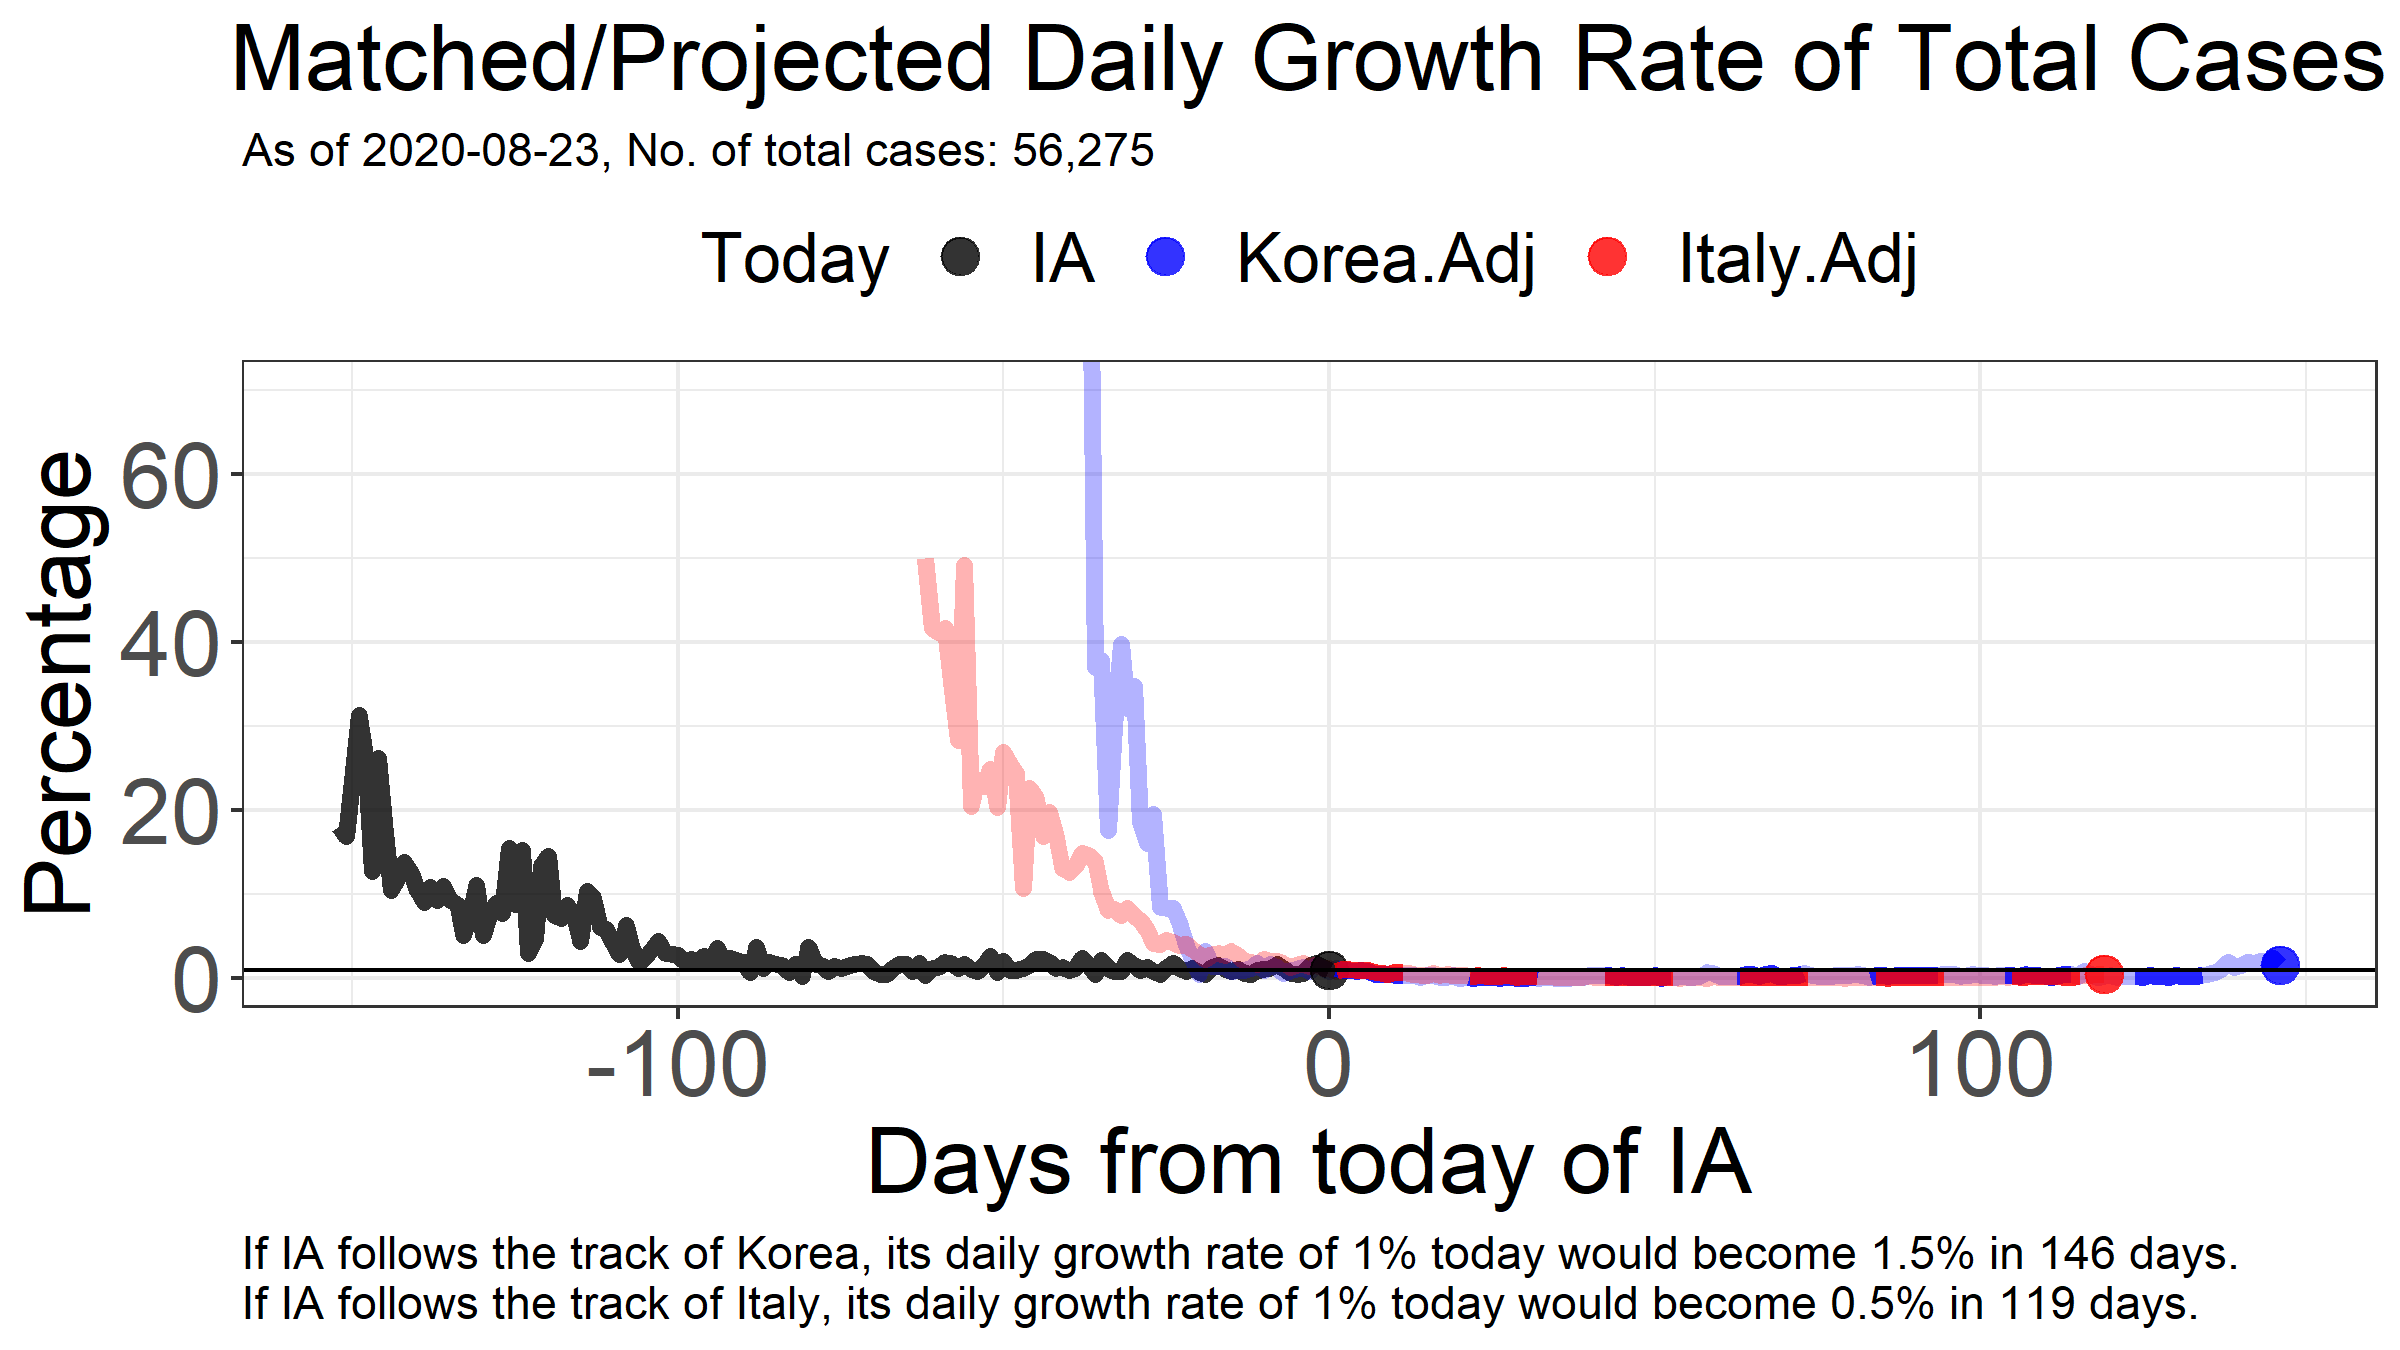 Matched/Projected Daily Growth Rate of Total Cases
As of 2020-08-23, No. of total cases: 56,275
Today IA Korea.Adj Italy.Adj
Percentage
60
40
20
0
-100 0 100
Days from today of IA
If IA follows the track of Korea, its daily growth rate of 1% today would become 1.5% in 146 days.
If IA follows the track of Italy, its daily growth rate of 1% today would become 0.5% in 119 days.